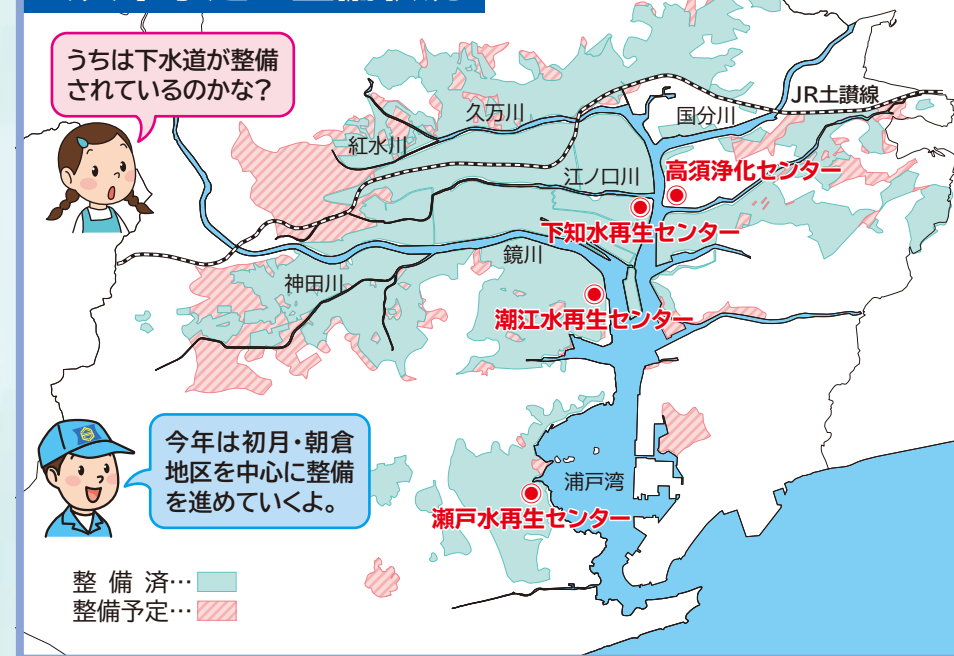 うちは下水道が整備
されているのかな?
JR土讃線
国分川
久万川
紅水川
高須浄化センター
江ノ口川
下知水再生センター
鏡川
神田川
潮江水再生センター
今年は初月・朝倉
地区を中心に整備
を進めていくよ。
浦戸湾
瀬戸水再生センター
整備済…
整備予定…